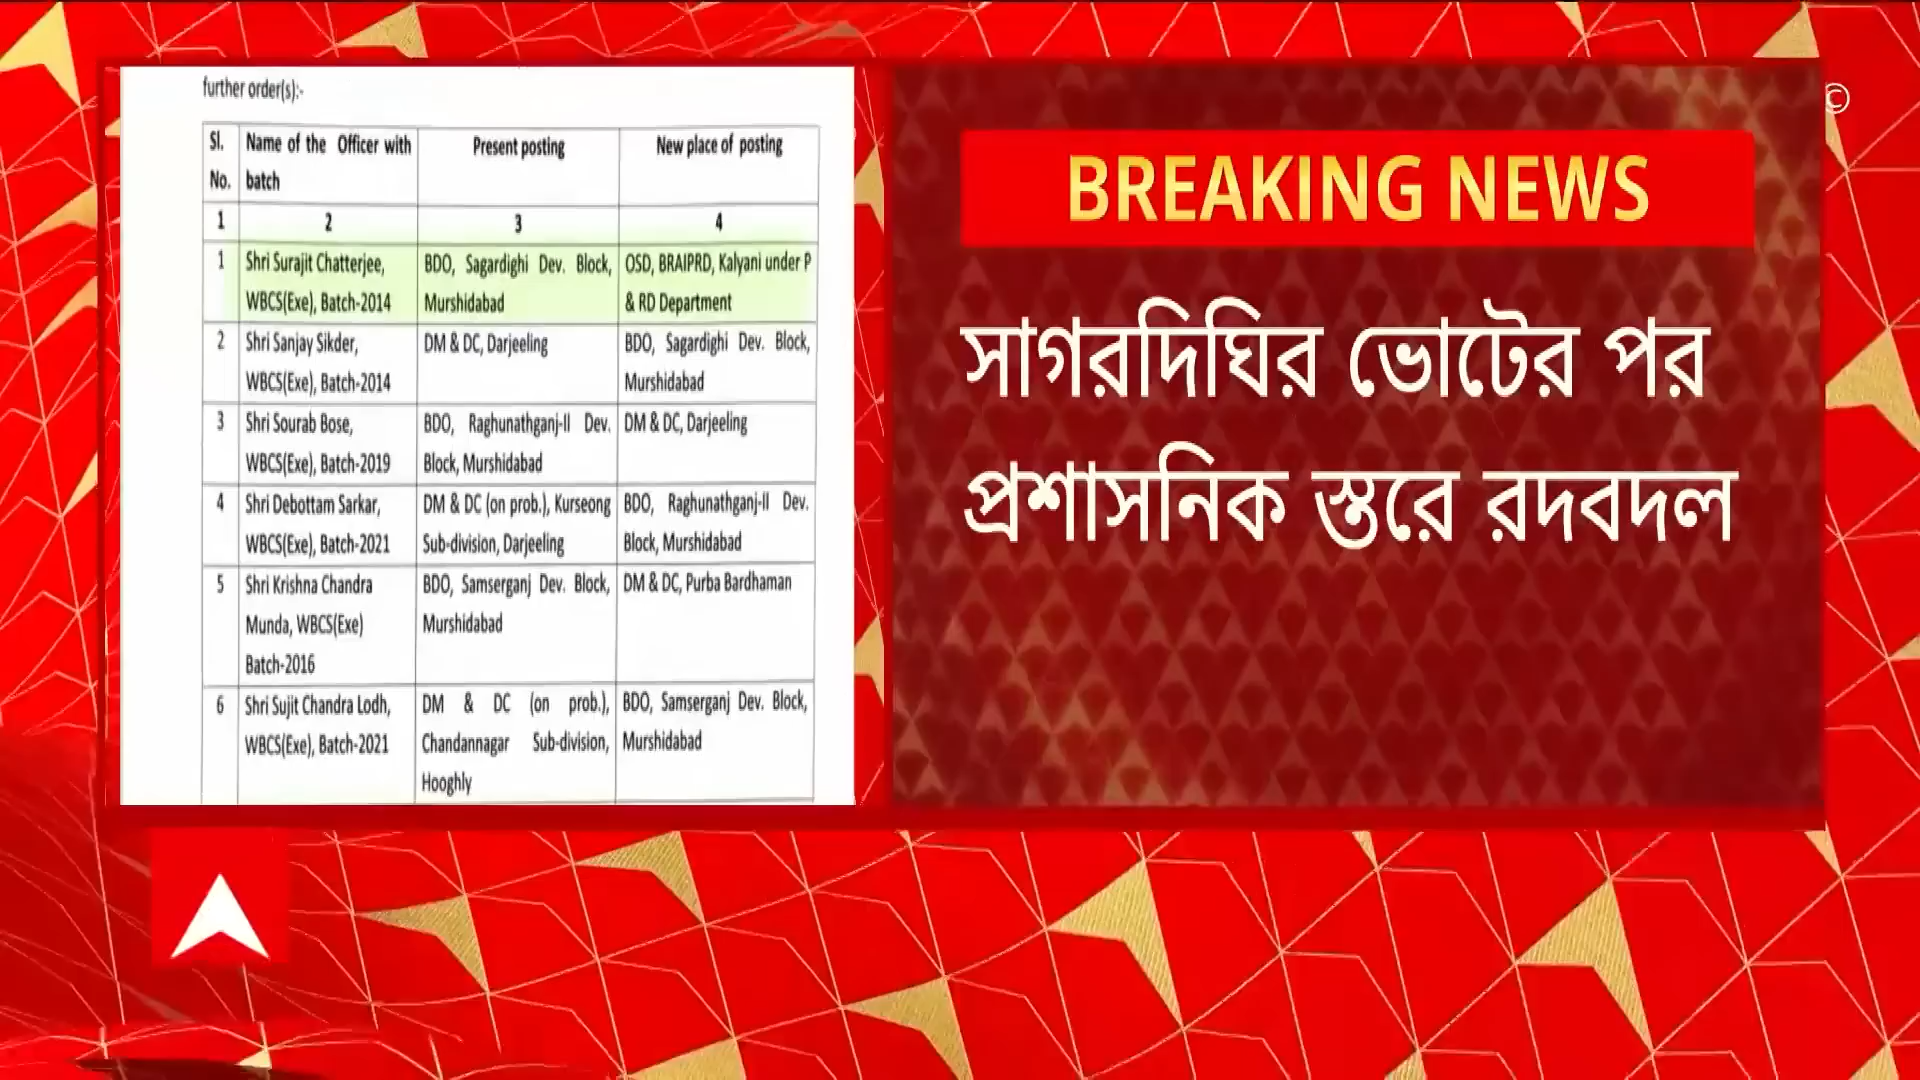 further order(s):-
Sl. No. Name of the Officer with batch Present posting New place of posting
1 2 3 4
1 Shri Surajit Chatterjee, WBCS(Exe), Batch-2014 BDO, Sagardighi Dev. Block, Murshidabad OSD, BRAIPRD, Kalyani under P & RD Department
2 Shri Sanjay Sikder, WBCS(Exe), Batch-2014 DM & DC, Darjeeling BDO, Sagardighi Dev. Block, Murshidabad
3 Shri Sourab Bose, WBCS(Exe), Batch-2019 BDO, Raghunathganj-II Dev. Block, Murshidabad DM & DC, Darjeeling
4 Shri Debottam Sarkar, WBCS(Exe), Batch-2021 DM & DC (on prob.), Kurseong Sub-division, Darjeeling BDO, Raghunathganj-II Dev. Block, Murshidabad
5 Shri Krishna Chandra Munda, WBCS(Exe) Batch-2016 BDO, Samserganj Dev. Block, Murshidabad DM & DC, Purba Bardhaman
6 Shri Sujit Chandra Lodh, WBCS(Exe), Batch-2021 DM & DC (on prob.), Chandannagar Sub-division, Hooghly BDO, Samserganj Dev. Block, Murshidabad
BREAKING NEWS
সাগরদিঘির ভোটের পর
প্রশাসনিক স্তরে রদবদল
©